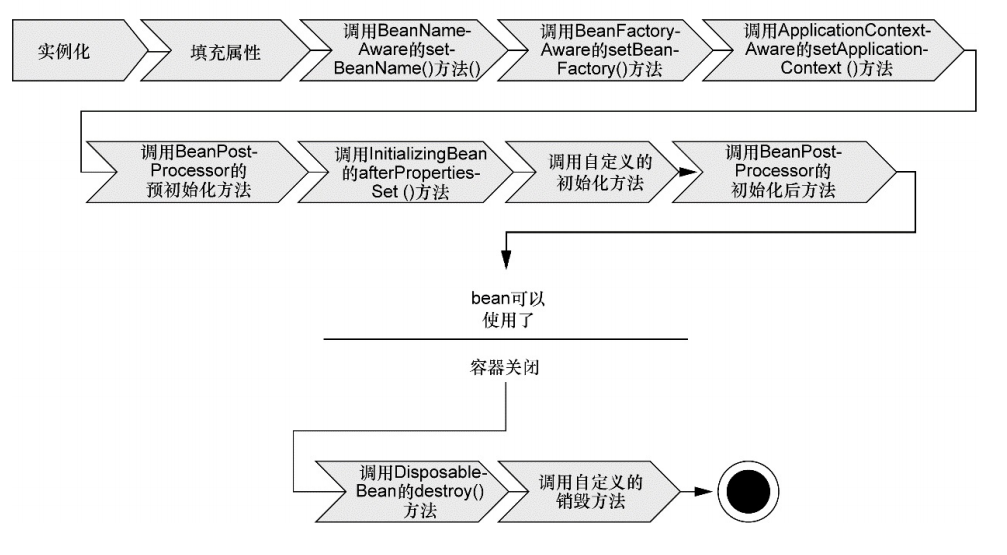 实例化
填充属性
调用BeanName-
Aware的set-
BeanName()方法()
调用BeanFactory-
Aware的setBean-
Factory()方法
调用ApplicationContext-
Aware的setApplication-
Context ()方法
调用BeanPost-
Processor的
预初始化方法
调用InitializingBean
的afterProperties-
Set ()方法
调用自定义的
初始化方法
调用BeanPost-
Processor的
初始化后方法
bean可以
使用了
容器关闭
调用Disposable-
Bean的destroy()
方法
调用自定义的
销毁方法